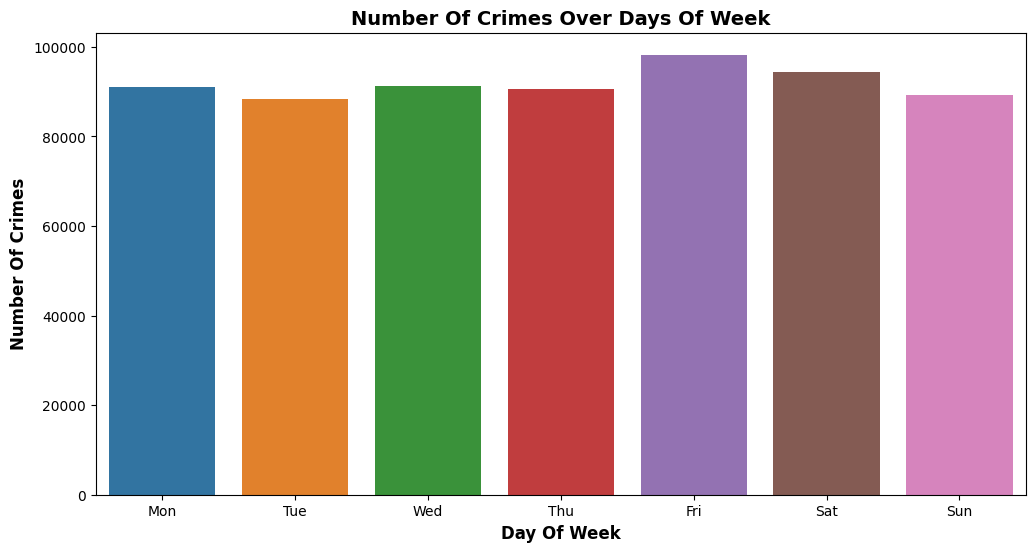 Number Of Crimes Over Days Of Week
Number Of Crimes
100000
80000
60000
40000
20000
0
Mon Tue Wed Thu Fri Sat Sun
Day Of Week